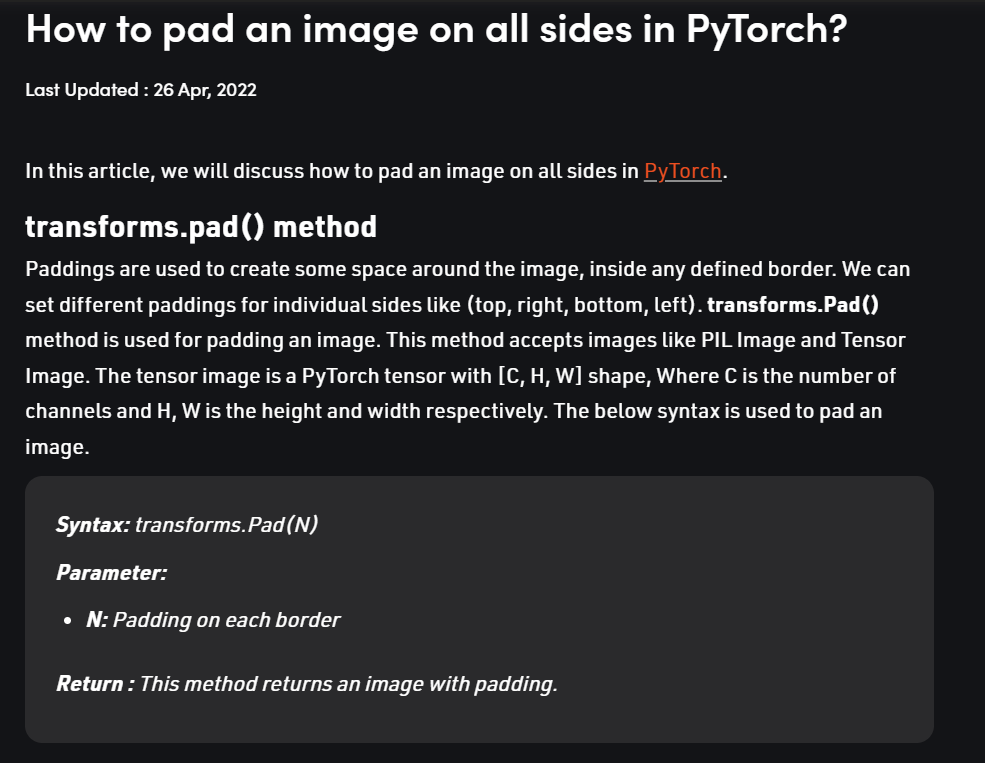 How to pad an image on all sides in PyTorch?
Last Updated : 26 Apr, 2022
In this article, we will discuss how to pad an image on all sides in PyTorch.
transforms.pad() method
Paddings are used to create some space around the image, inside any defined border. We can
set different paddings for individual sides like (top, right, bottom, left). transforms.Pad()
method is used for padding an image. This method accepts images like PIL Image and Tensor
Image. The tensor image is a PyTorch tensor with [C, H, W] shape, Where C is the number of
channels and H, W is the height and width respectively. The below syntax is used to pad an
image.
Syntax: transforms.Pad(N)
Parameter:
• N: Padding on each border
Return : This method returns an image with padding.